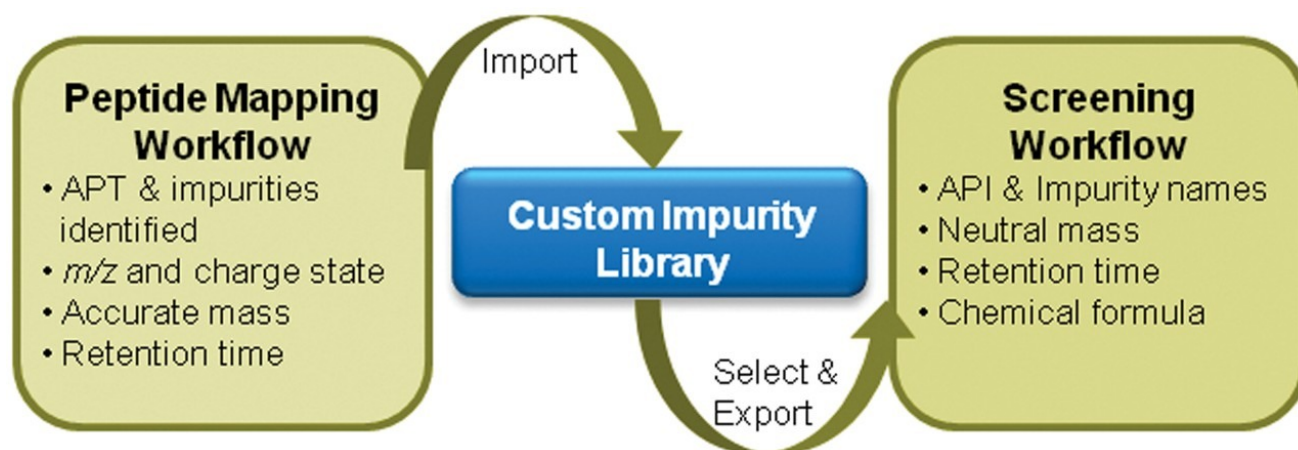 Peptide Mapping
Workflow
• APT & impurities
identified
• m/z and charge state
• Accurate mass
• Retention time
Import
Custom Impurity
Library
Select &
Export
Screening
Workflow
• API & Impurity names
• Neutral mass
• Retention time
• Chemical formula